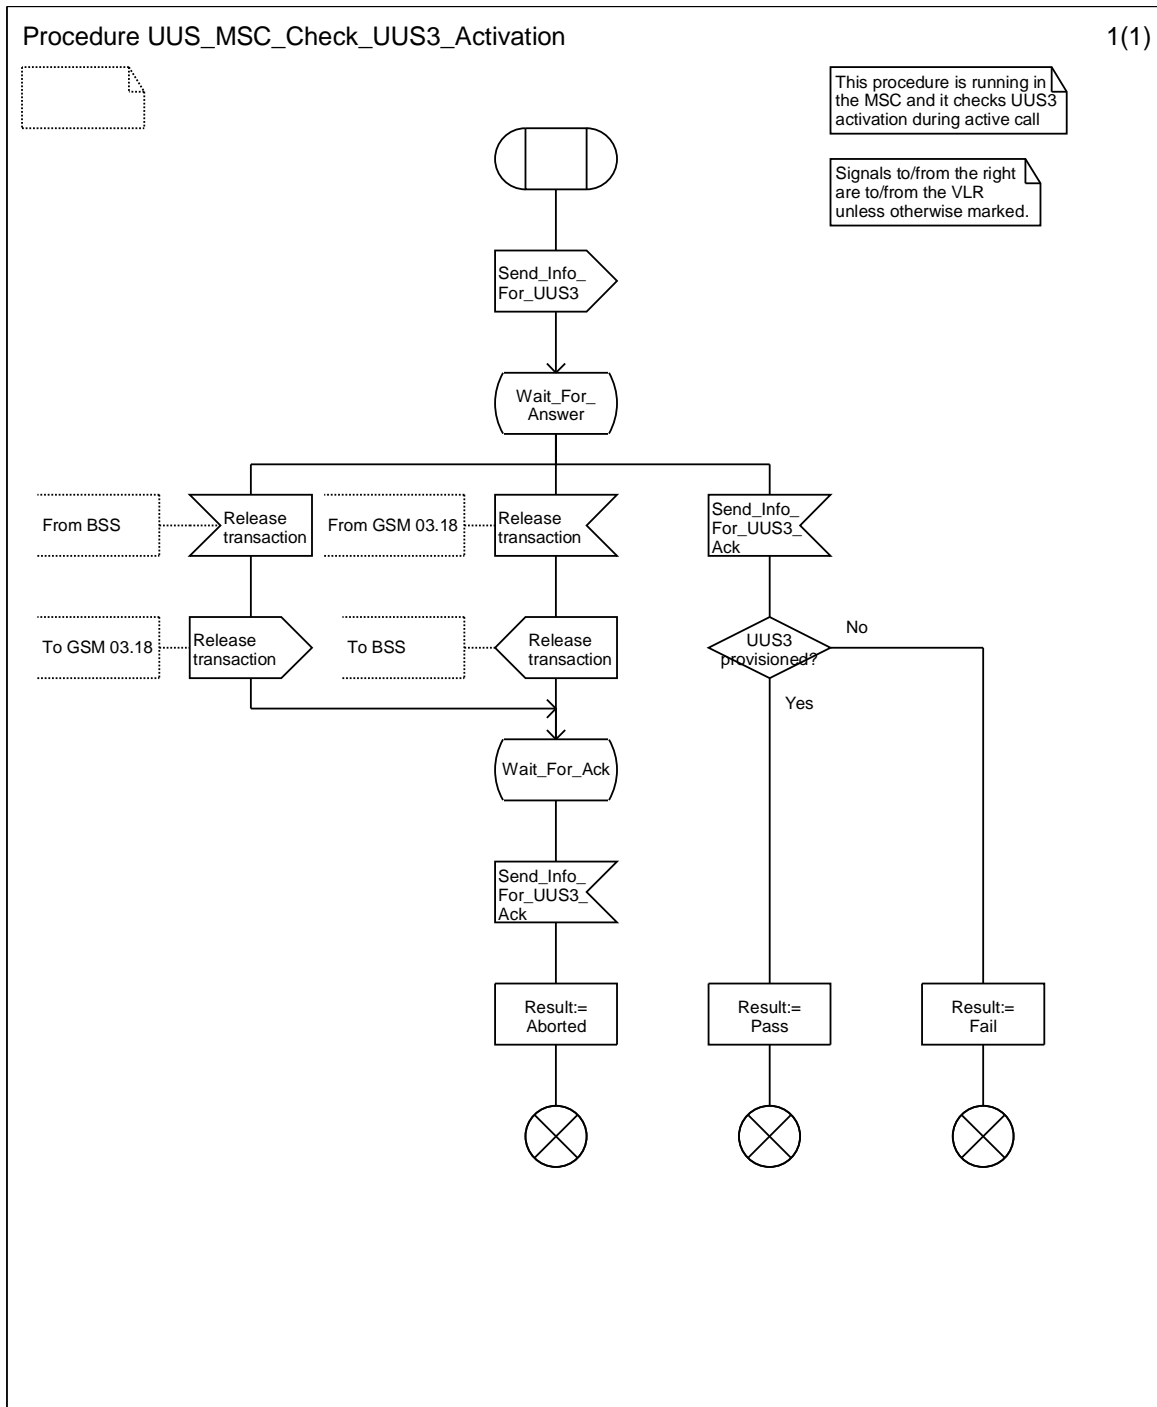 Procedure UUS_MSC_Check_UUS3_Activation
1(1)
This procedure is running in
the MSC and it checks UUS3
activation during active call
Signals to/from the right
are to/from the VLR
unless otherwise marked.
Send_Info_
For_UUS3
Wait_For_
Answer
From BSS
Release
transaction
From GSM 03.18
Release
transaction
Send_Info_
For_UUS3_
Ack
To GSM 03.18
Release
transaction
To BSS
Release
transaction
UUS3
provisioned?
No
Yes
Wait_For_Ack
Send_Info_
For_UUS3_
Ack
Result:=
Aborted
Result:=
Pass
Result:=
Fail